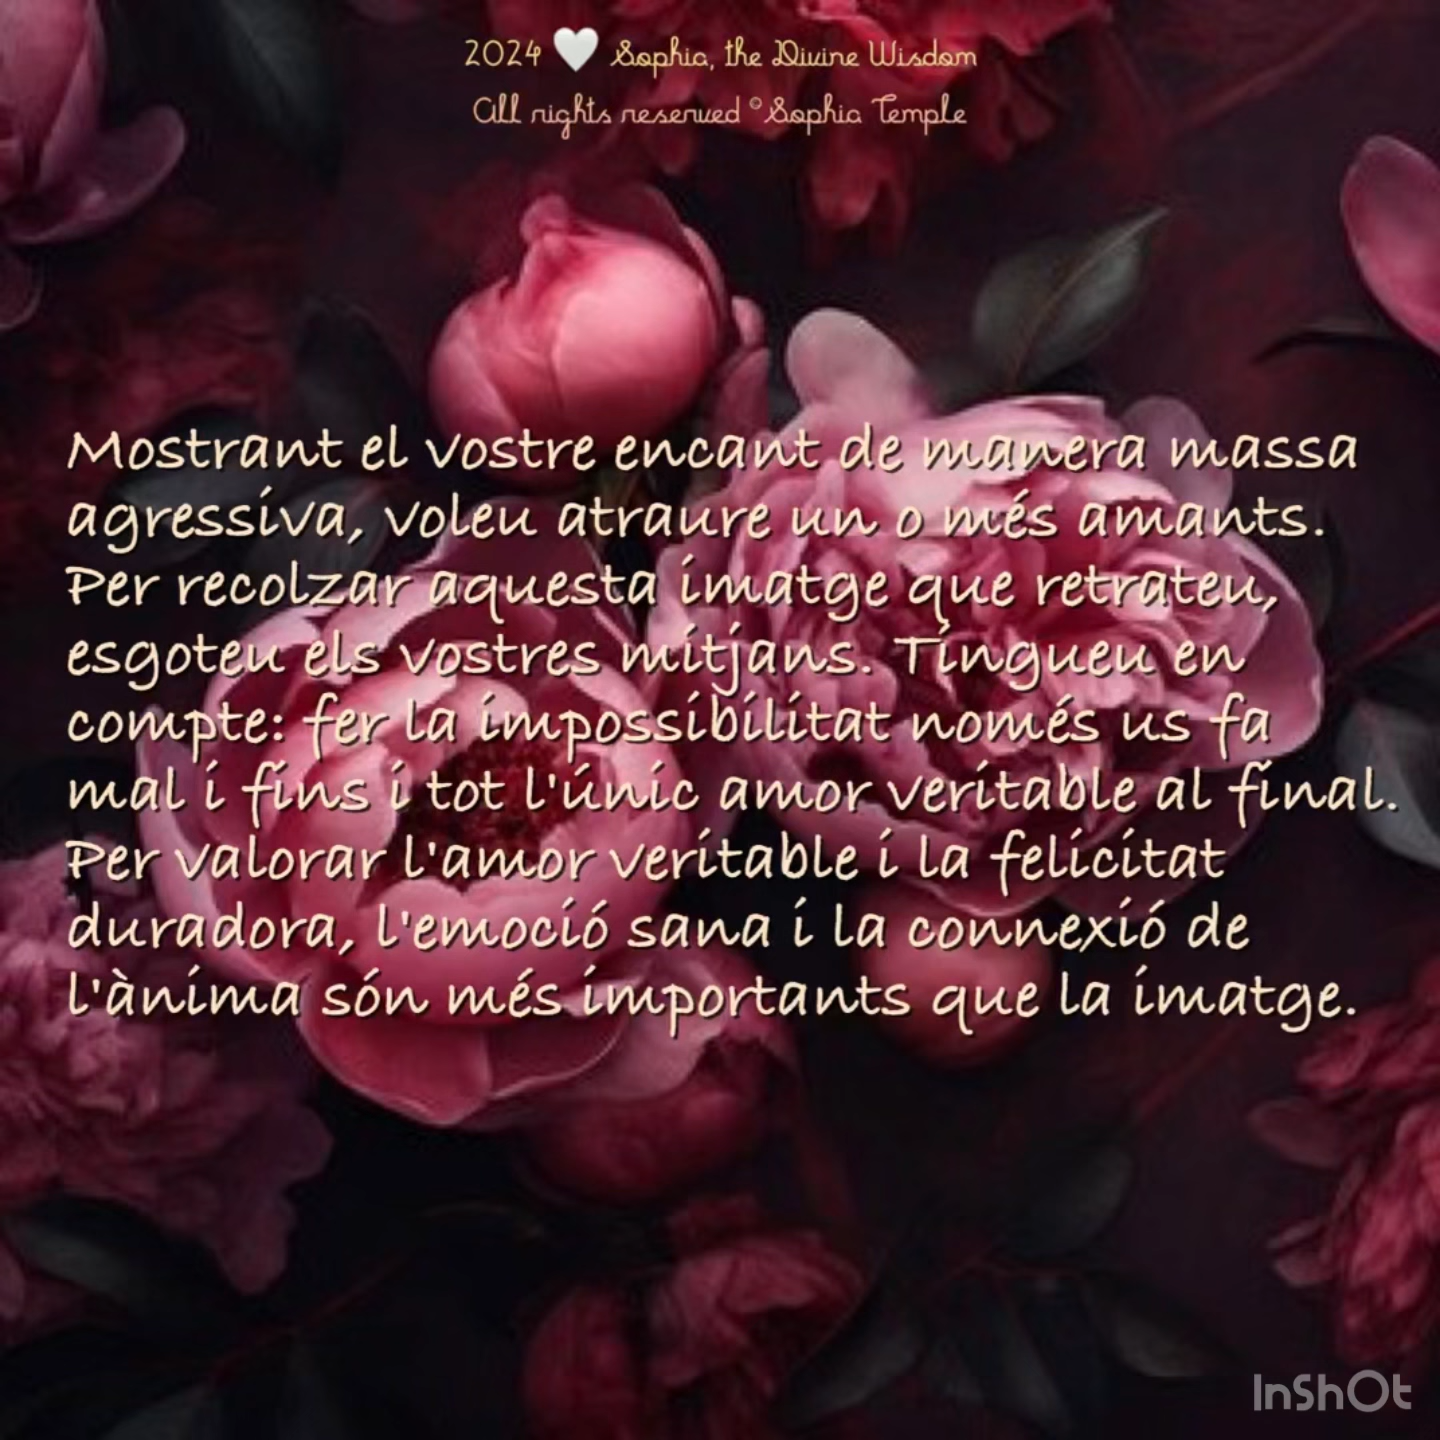 2024 🤍 Sophia, the Divine Wisdom
All rights reserved ©Sophia Temple
Mostrant el vostre encant de manera massa
agressiva, voleu atraure un o més amants.
Per recolzar aquesta imatge que retrateu,
esgoteu els vostres mitjans. Tingueu en
compte: fer la impossibilitat només us fa
mal i fins i tot l'únic amor veritable al final.
Per valorar l'amor veritable i la felicitat
duradora, l'emoció sana i la connexió de
l'ànima són més importants que la imatge.
InShOt